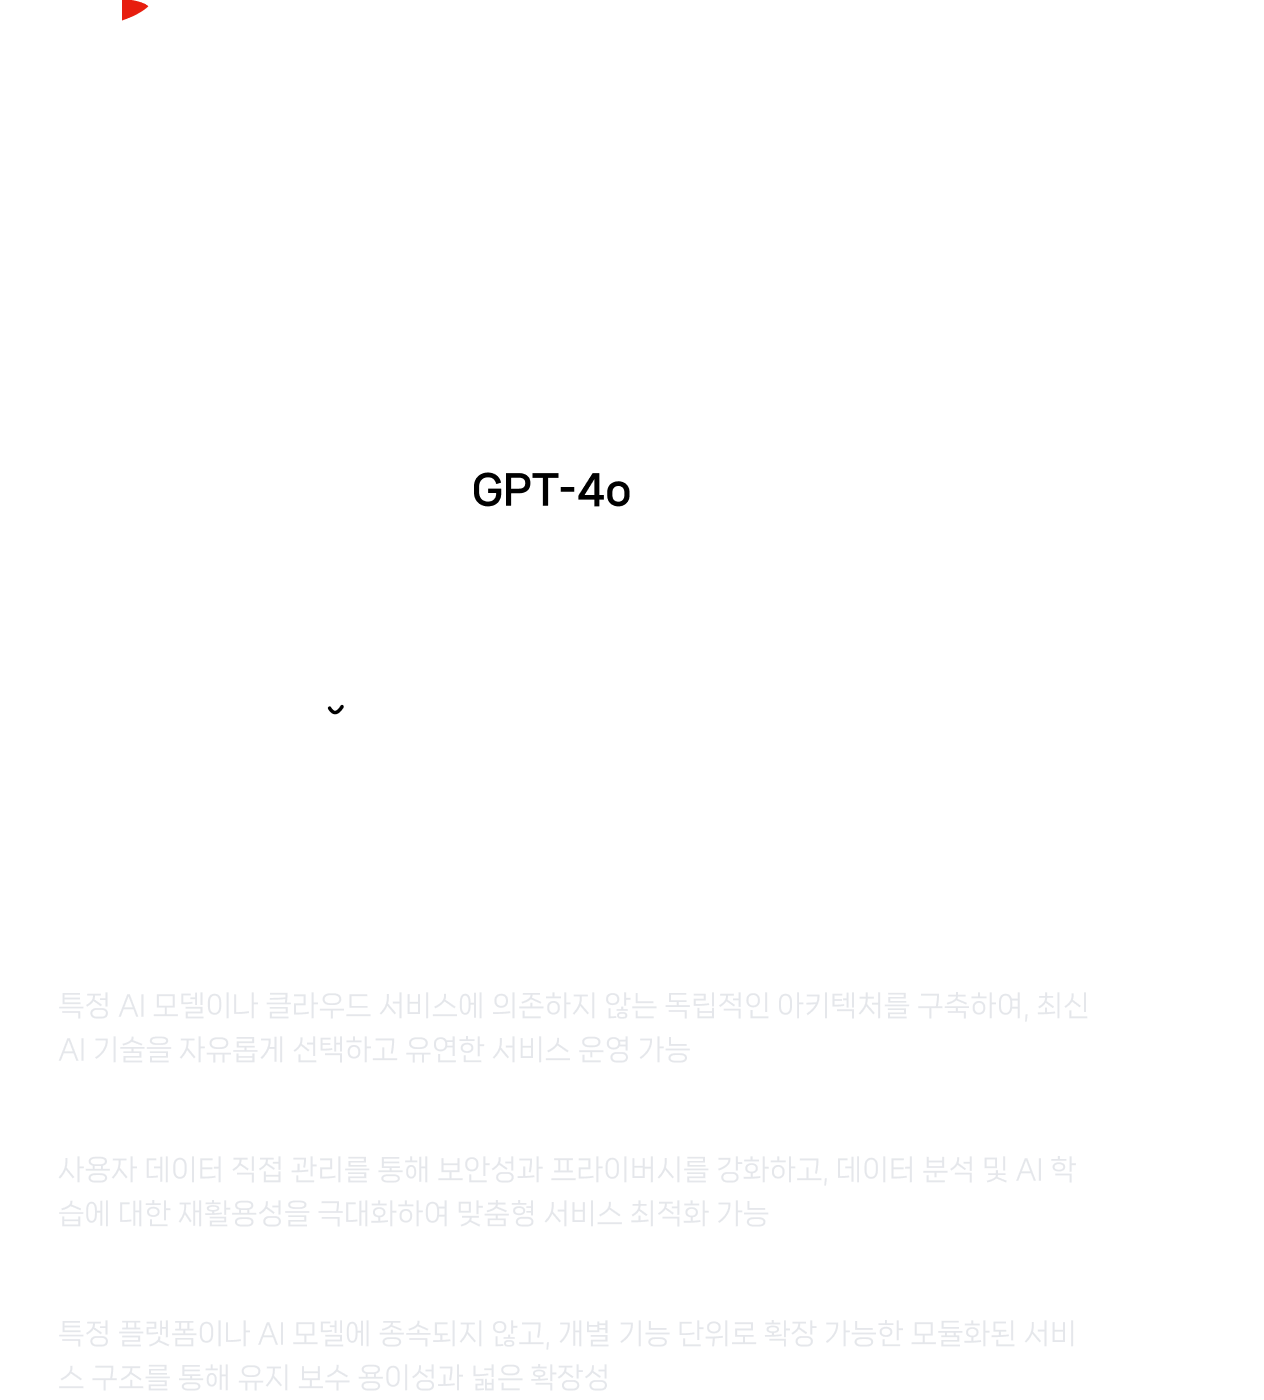 GPT-4o
특정 AI 모델이나 클라우드 서비스에 의존하지 않는 독립적인 아키텍처를 구축하여, 최신
AI 기술을 자유롭게 선택하고 유연한 서비스 운영 가능
사용자 데이터 직접 관리를 통해 보안성과 프라이버시를 강화하고, 데이터 분석 및 AI 학
습에 대한 재활용성을 극대화하여 맞춤형 서비스 최적화 가능
특정 플랫폼이나 AI 모델에 종속되지 않고, 개별 기능 단위로 확장 가능한 모듈화된 서비
스 구조를 통해 유지 보수 용이성과 넓은 확장성